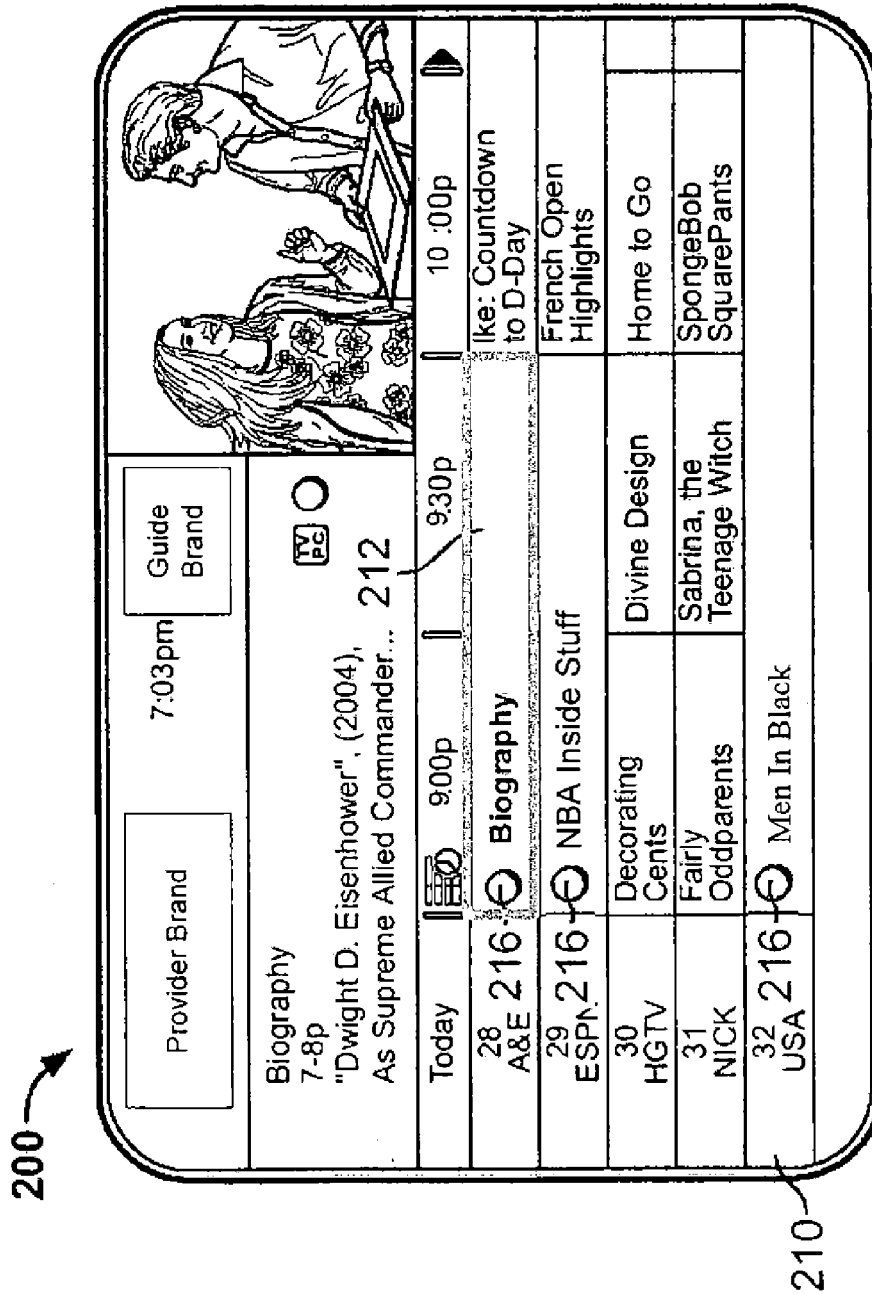 200
Provider Brand
7:03pm
Guide
Brand
Biography
7-8p
"Dwight D. Eisenhower", (2004),
As Supreme Allied Commander...
TV
PC
212
Today
9:00p
9:30p
10:00p
28
A&E
216
Biography
Ike: Countdown
to D-Day
29
ESPN
216
NBA Inside Stuff
French Open
Highlights
30
HGTV
Decorating
Cents
Divine Design
Home to Go
31
NICK
Fairly
Oddparents
Sabrina, the
Teenage Witch
SpongeBob
SquarePants
32
USA
216
Men In Black
210